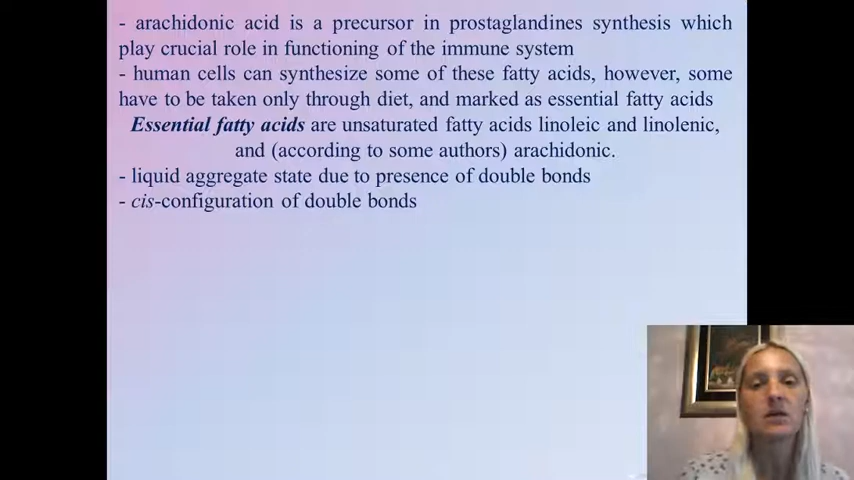 - arachidonic acid is a precursor in prostaglandines synthesis which
play crucial role in functioning of the immune system
- human cells can synthesize some of these fatty acids, however, some
have to be taken only through diet, and marked as essential fatty acids
Essential fatty acids are unsaturated fatty acids linoleic and linolenic,
and (according to some authors) arachidonic.
- liquid aggregate state due to presence of double bonds
- cis-configuration of double bonds